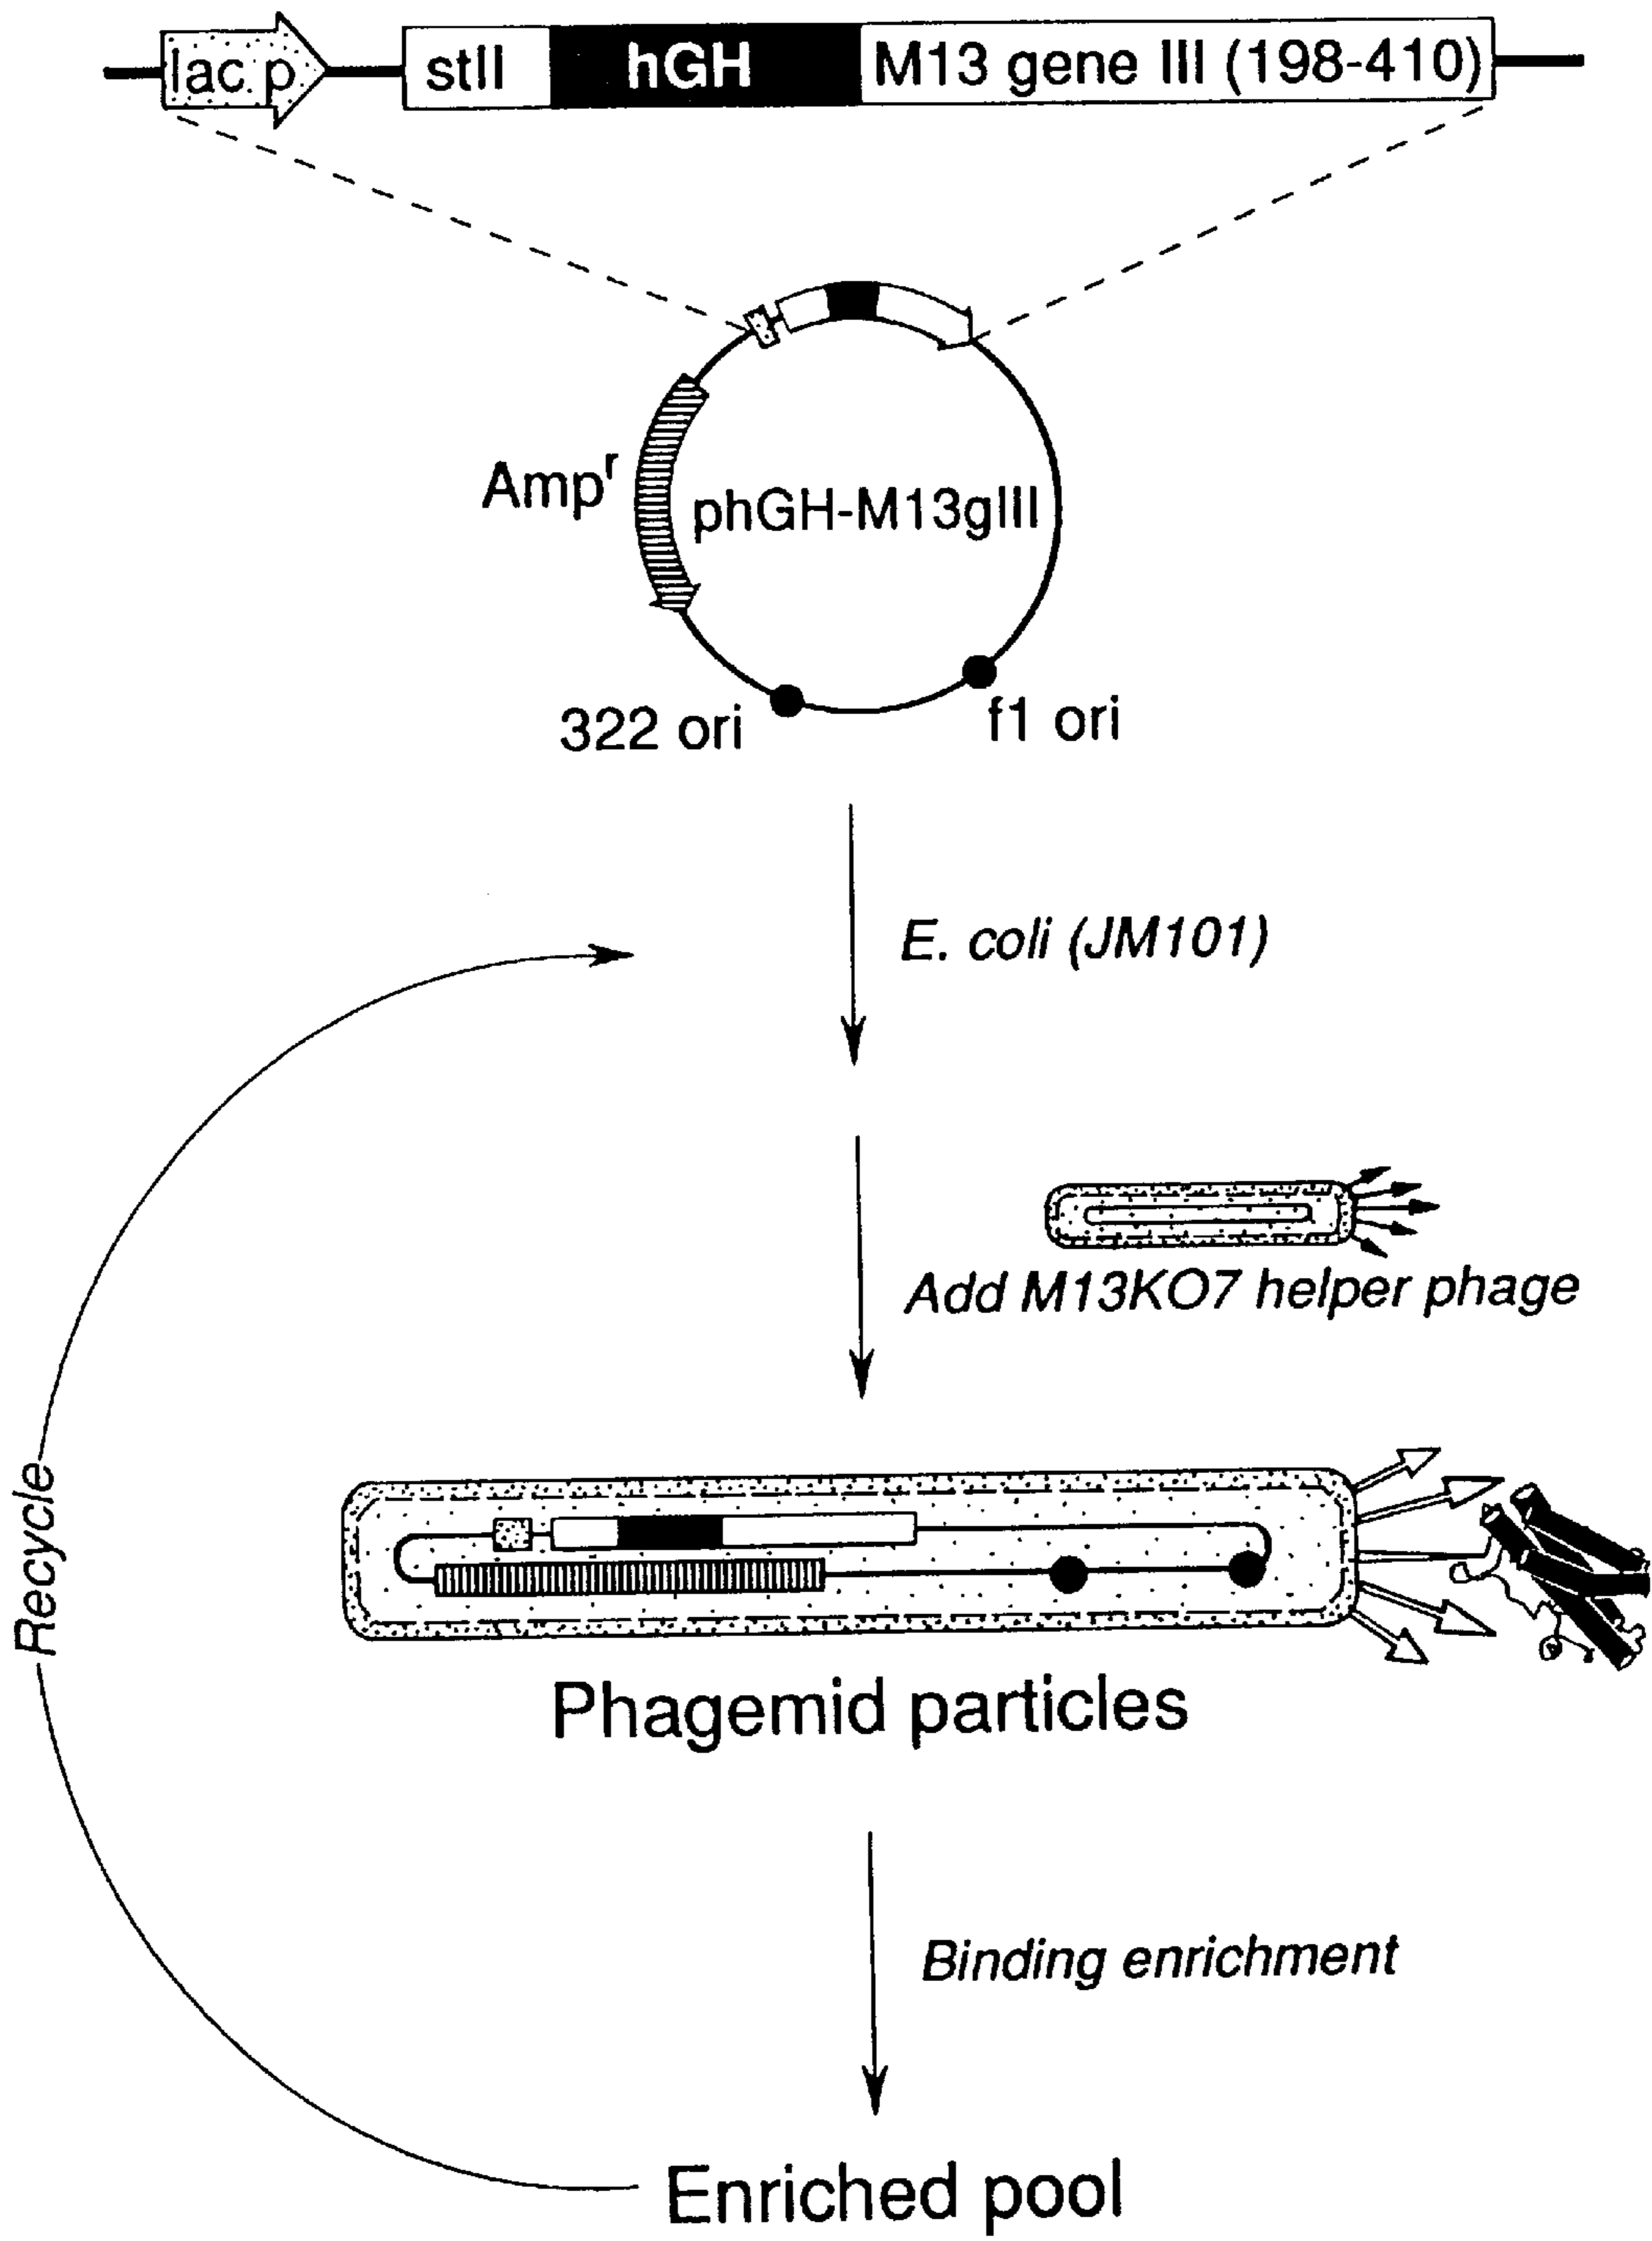 lac p stII hGH M13 gene III (198-410)
Ampʳ
phGH-M13gIII
322 ori
f1 ori
E. coli (JM101)
Add M13KO7 helper phage
Recycle
Phagemid particles
Binding enrichment
Enriched pool